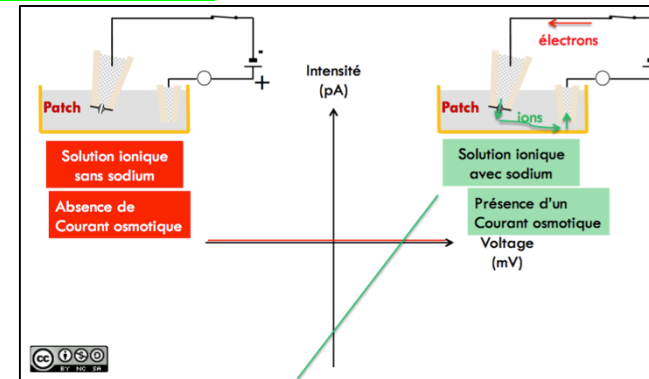 -
+
Patch
Solution ionique
sans sodium
Absence de
Courant osmotique
Intensité
(pA)
électrons
Patch
ions
Solution ionique
avec sodium
Présence d'un
Courant osmotique
Voltage
(mV)
cc
BY NC SA